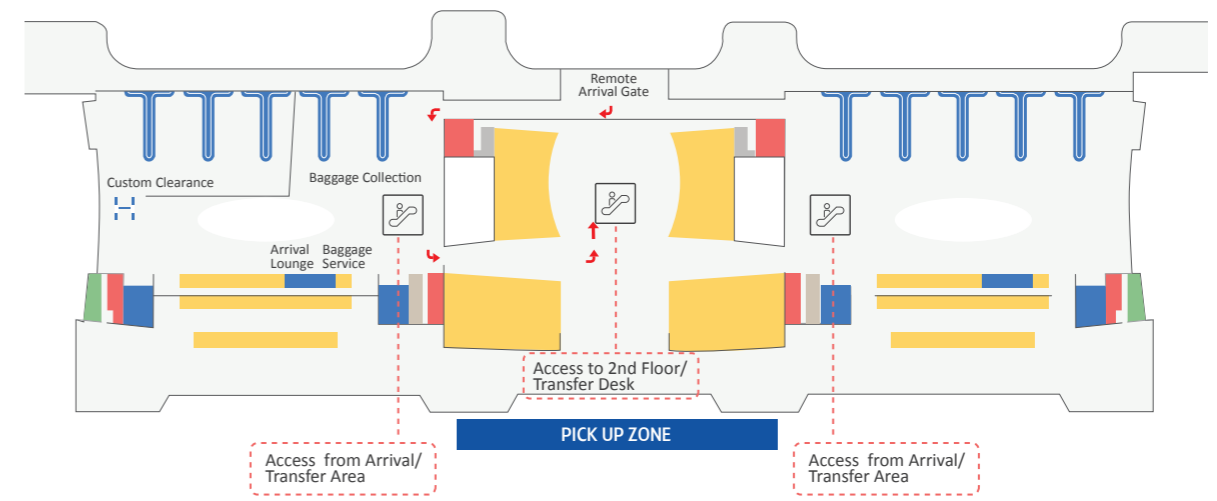 Remote
Arrival Gate
Custom Clearance
Baggage Collection
Arrival
Lounge
Baggage
Service
Access to 2nd Floor/
Transfer Desk
PICK UP ZONE
Access from Arrival/
Transfer Area
Access from Arrival/
Transfer Area